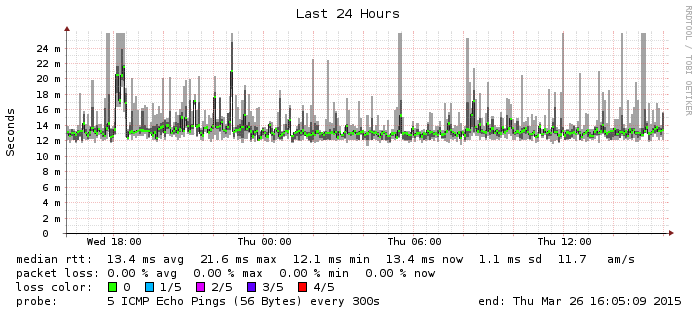 Last 24 Hours
RRDTOOL / TOBI OETIKER
Seconds
24 m
22 m
20 m
18 m
16 m
14 m
12 m
10 m
8 m
6 m
4 m
2 m
0
Wed 18:00 Thu 00:00 Thu 06:00 Thu 12:00
median rtt: 13.4 ms avg 21.6 ms max 12.1 ms min 13.4 ms now 1.1 ms sd 11.7 am/s
packet loss: 0.00 % avg 0.00 % max 0.00 % min 0.00 % now
loss color: 0 1/5 2/5 3/5 4/5
probe: 5 ICMP Echo Pings (56 Bytes) every 300s end: Thu Mar 26 16:05:09 2015